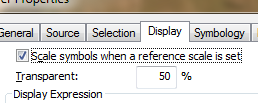 Properties
General Source Selection Display Symbology
Scale symbols when a reference scale is set
Transparent: 50 %
Display Expression